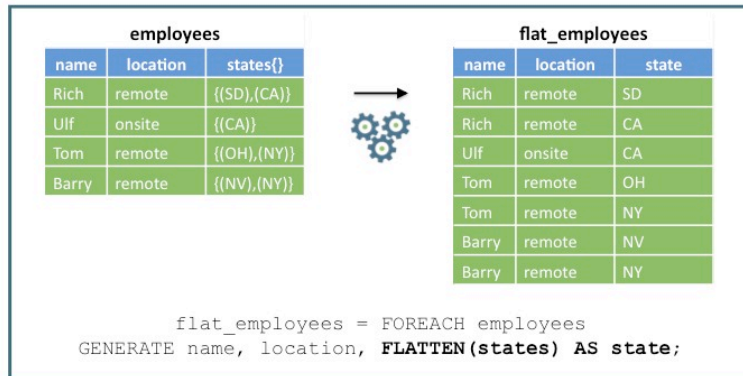 employees
name location states{}
Rich remote {(SD),(CA)}
Ulf onsite {(CA)}
Tom remote {(OH),(NY)}
Barry remote {(NV),(NY)}
flat_employees
name location state
Rich remote SD
Rich remote CA
Ulf onsite CA
Tom remote OH
Tom remote NY
Barry remote NV
Barry remote NY
flat_employees = FOREACH employees
GENERATE name, location, FLATTEN(states) AS state;